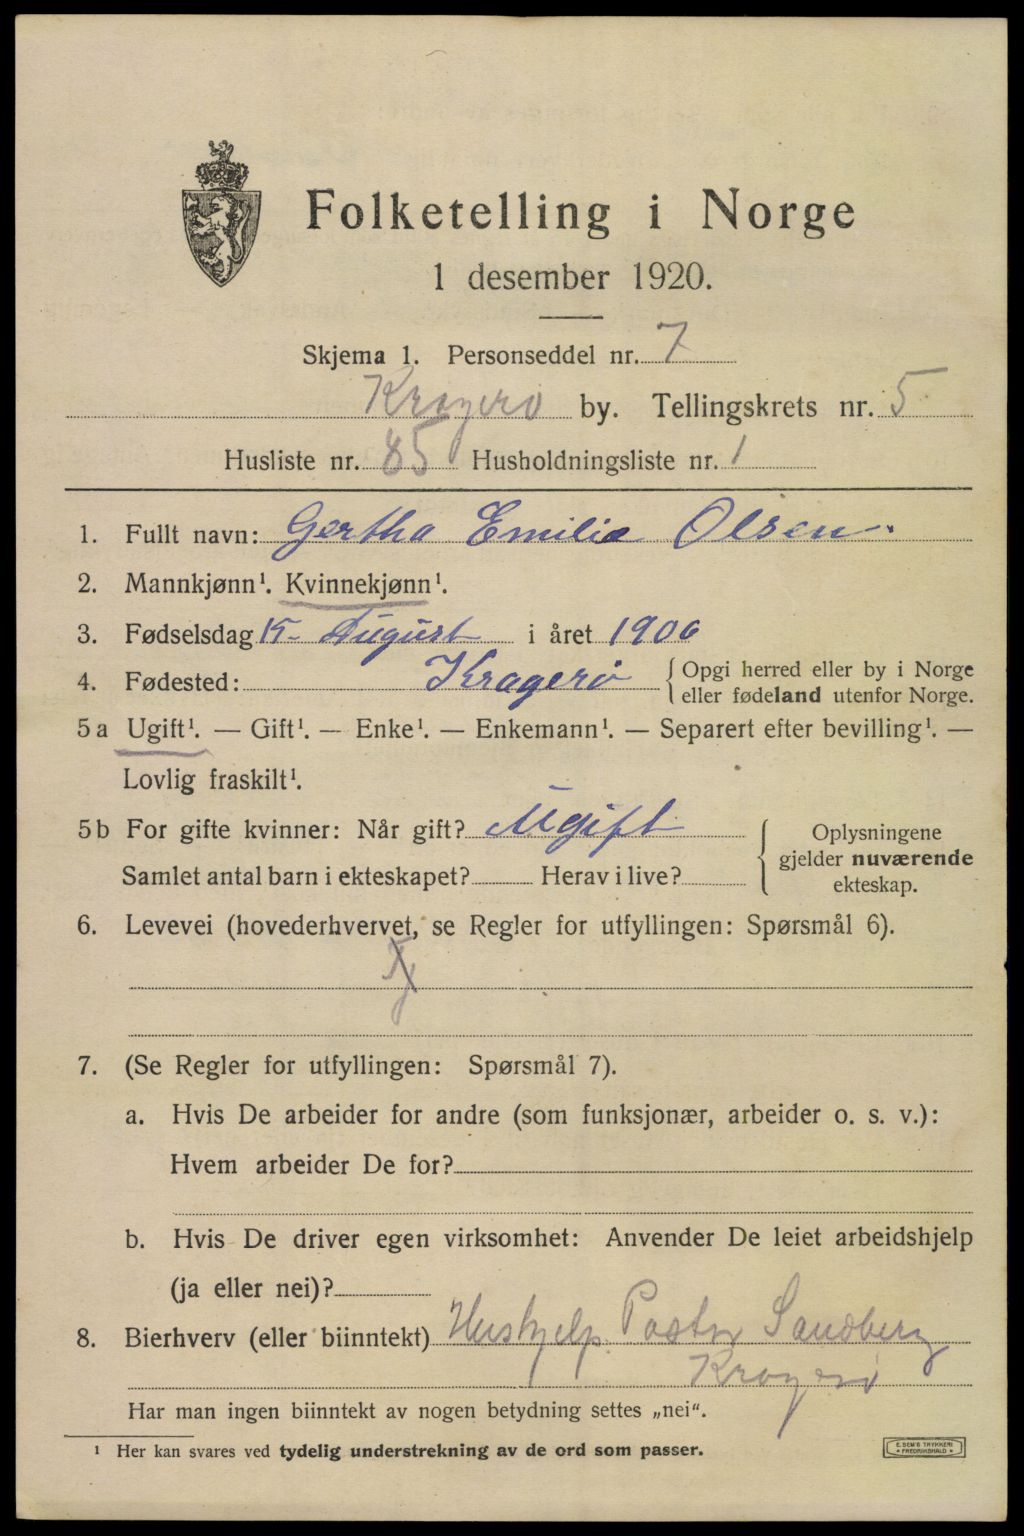 Folketelling i Norge
1 desember 1920.
Skjema 1. Personseddel nr. 7
Kragerø by. Tellingskrets nr. 5
Husliste nr. 85 Husholdningsliste nr. 1
1. Fullt navn: Gertha Emilie Olsen.
2. Mannkjønn¹. Kvinnekjønn¹.
3. Fødselsdag 15 August i året 1906
4. Fødested: Kragerø { Opgi herred eller by i Norge
eller fødeland utenfor Norge.
5 a Ugift¹. — Gift¹. — Enke¹. — Enkemann¹. — Separert efter bevilling¹. —
Lovlig fraskilt¹.
5 b For gifte kvinner: Når gift? Ugift
Samlet antal barn i ekteskapet? Herav i live?
{ Oplysningene
gjelder nuværende
ekteskap.
6. Levevei (hovederhvervet, se Regler for utfyllingen: Spørsmål 6).
7. (Se Regler for utfyllingen: Spørsmål 7).
a. Hvis De arbeider for andre (som funksjonær, arbeider o. s. v.):
Hvem arbeider De for?
b. Hvis De driver egen virksomhet: Anvender De leiet arbeidshjelp
(ja eller nei)?
8. Bierhverv (eller biinntekt) Hushjelp Sandberg
Kragerø
Har man ingen biinntekt av nogen betydning settes „nei“.
¹ Her kan svares ved tydelig understrekning av de ord som passer.
E. SEM'S TRYKKERI
FREDRIKSHALD